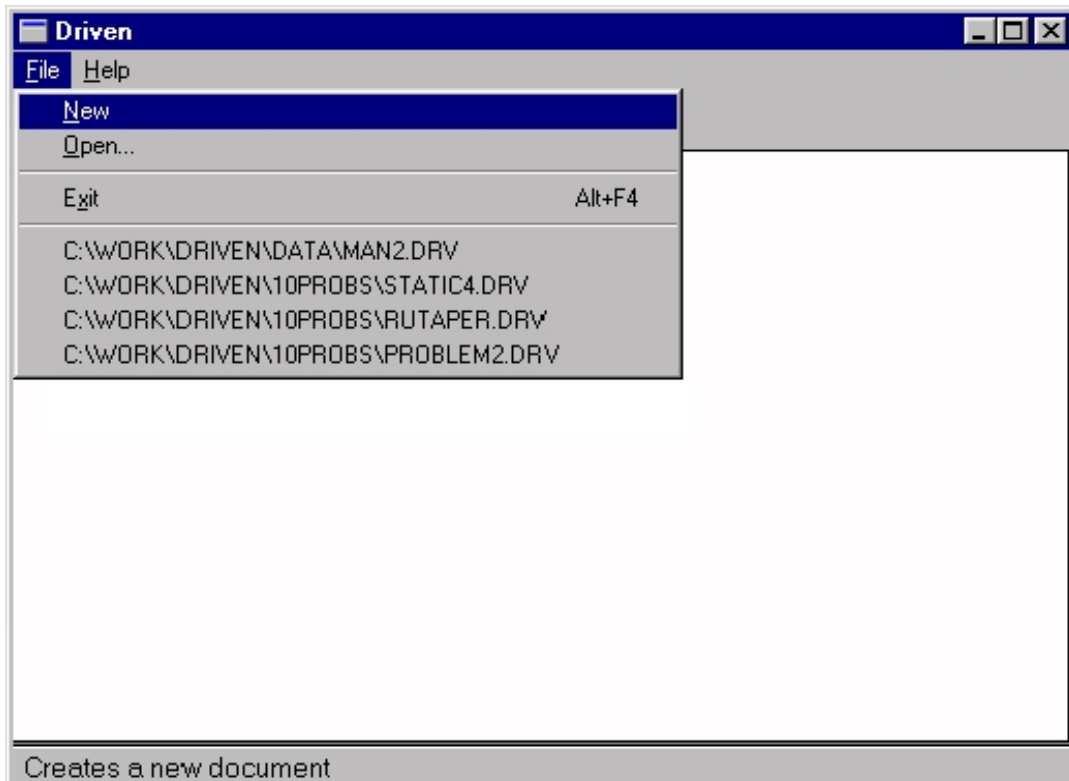 Driven
File Help
New
Open...
Exit Alt+F4
C:\WORK\DRIVEN\DATA\MAN2.DRV
C:\WORK\DRIVEN\10PROBS\STATIC4.DRV
C:\WORK\DRIVEN\10PROBS\RUTAPER.DRV
C:\WORK\DRIVEN\10PROBS\PROBLEM2.DRV
Creates a new document